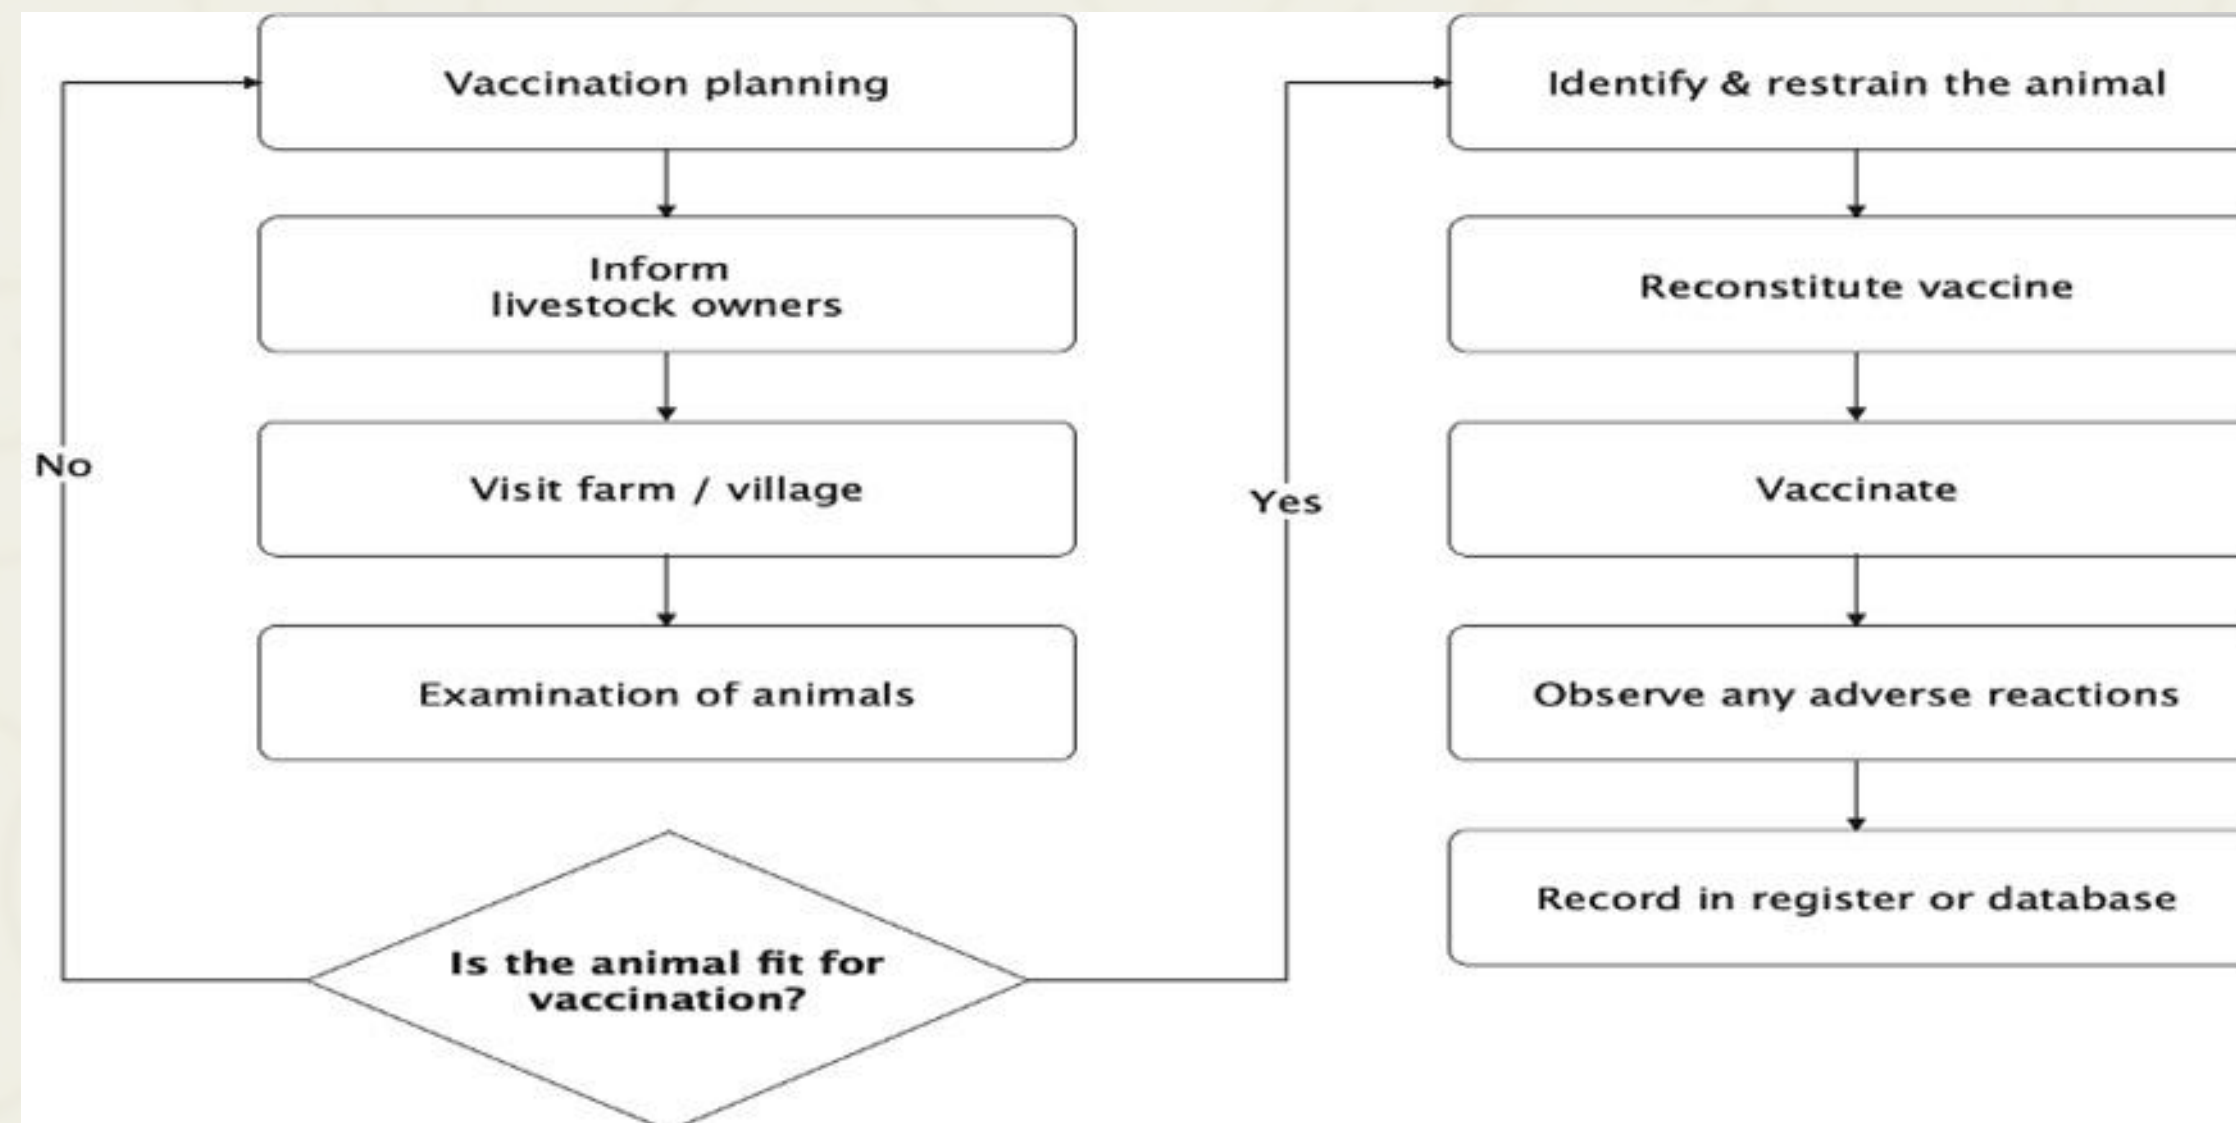 Vaccination planning
Inform
livestock owners
Visit farm / village
Examination of animals
Is the animal fit for
vaccination?
No
Yes
Identify & restrain the animal
Reconstitute vaccine
Vaccinate
Observe any adverse reactions
Record in register or database